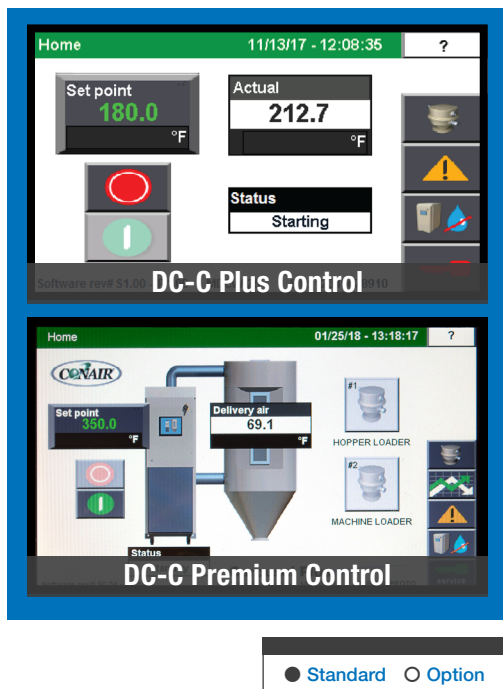 Home 11/13/17 - 12:08:35 ?
Set point
180.0
°F
Actual
212.7
°F
Status
Starting
DC-C Plus Control
Home 01/25/18 - 13:18:17 ?
CONAIR
Set point
350.0
°F
Delivery air
69.1
°F
#1
HOPPER LOADER
#2
MACHINE LOADER
Status
DC-C Premium Control
service
Standard Option